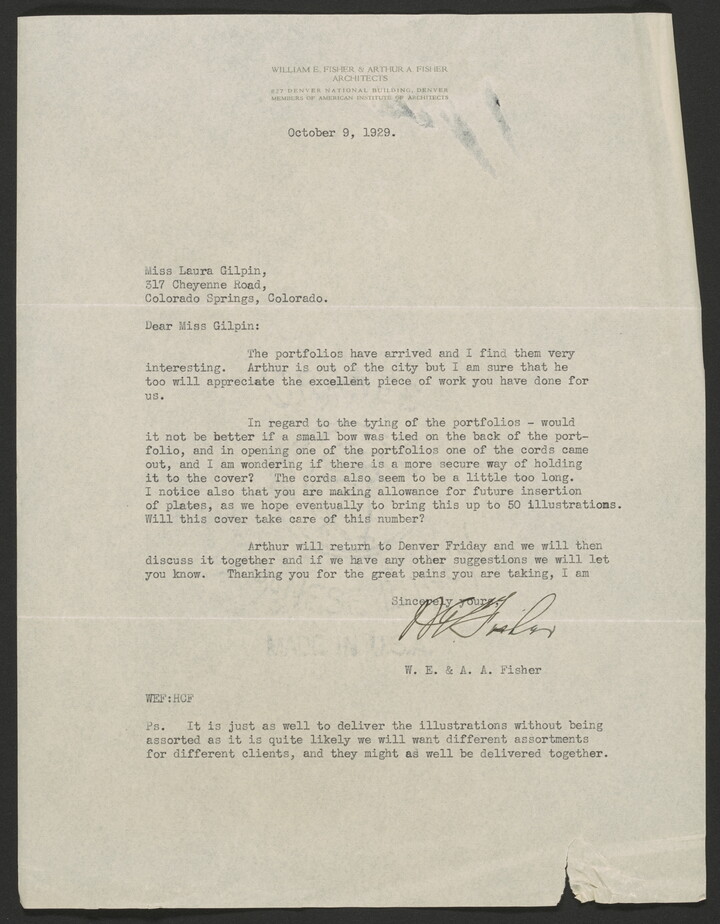 WILLIAM E. FISHER & ARTHUR A. FISHER
ARCHITECTS
827 DENVER NATIONAL BUILDING, DENVER
MEMBERS OF AMERICAN INSTITUTE OF ARCHITECTS
October 9, 1929.
Miss Laura Gilpin,
317 Cheyenne Road,
Colorado Springs, Colorado.
Dear Miss Gilpin:
The portfolios have arrived and I find them very
interesting. Arthur is out of the city but I am sure that he
too will appreciate the excellent piece of work you have done for
us.
In regard to the tying of the portfolios - would
it not be better if a small bow was tied on the back of the port-
folio, and in opening one of the portfolios one of the cords came
out, and I am wondering if there is a more secure way of holding
it to the cover? The cords also seem to be a little too long.
I notice also that you are making allowance for future insertion
of plates, as we hope eventually to bring this up to 50 illustrations.
Will this cover take care of this number?
Arthur will return to Denver Friday and we will then
discuss it together and if we have any other suggestions we will let
you know. Thanking you for the great pains you are taking, I am
Sincerely yours,
W E Fisher
W. E. & A. A. Fisher
WEF:HCF
Ps. It is just as well to deliver the illustrations without being
assorted as it is quite likely we will want different assortments
for different clients, and they might as well be delivered together.